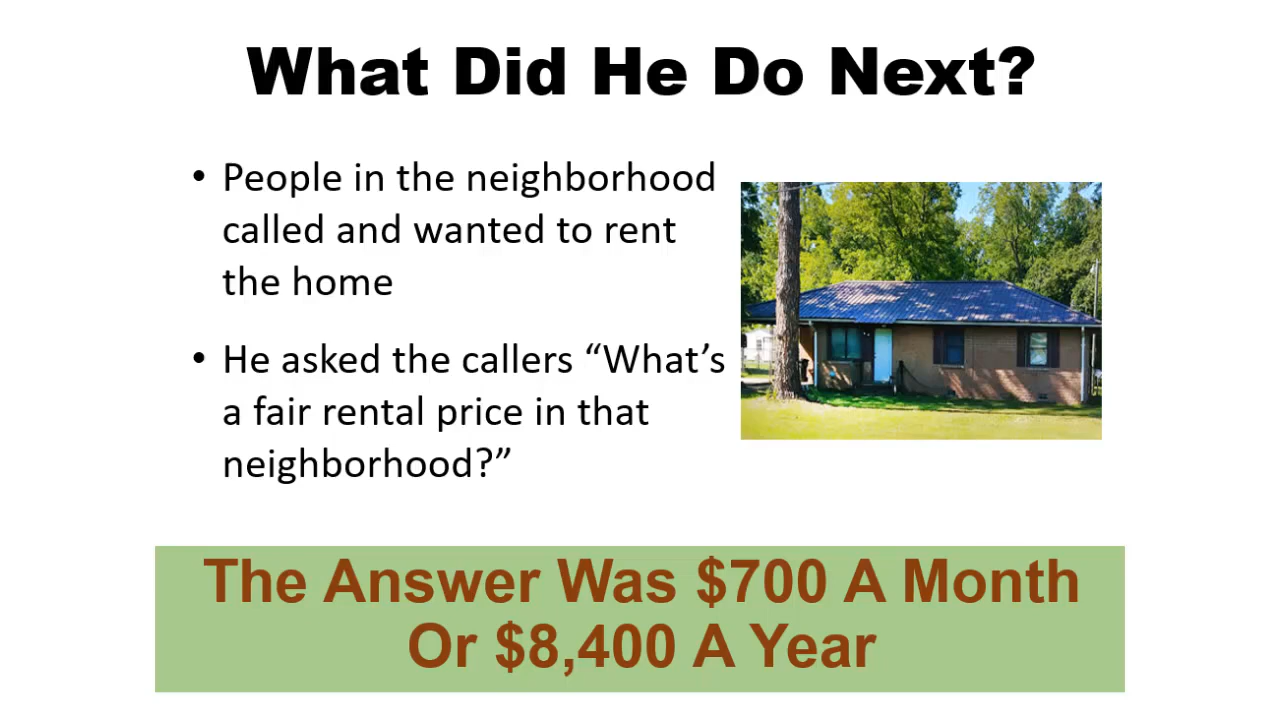 What Did He Do Next?
• People in the neighborhood
called and wanted to rent
the home
• He asked the callers “What’s
a fair rental price in that
neighborhood?”
The Answer Was $700 A Month
Or $8,400 A Year